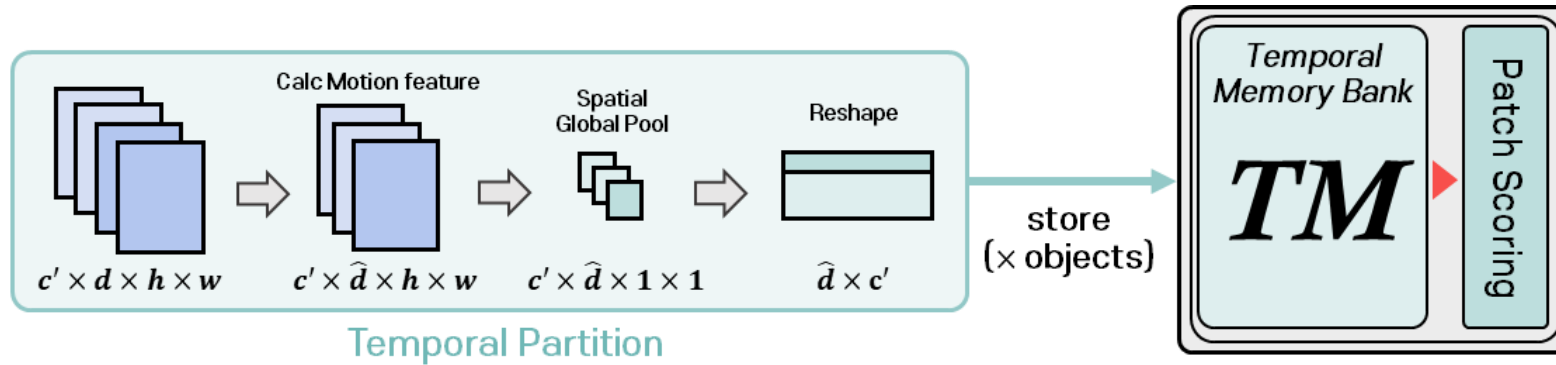 Calc Motion feature
Spatial
Global Pool
Reshape
c′ × d × h × w
c′ × d̂ × h × w
c′ × d̂ × 1 × 1
d̂ × c′
Temporal Partition
store
(× objects)
Temporal
Memory Bank
TM
Patch Scoring